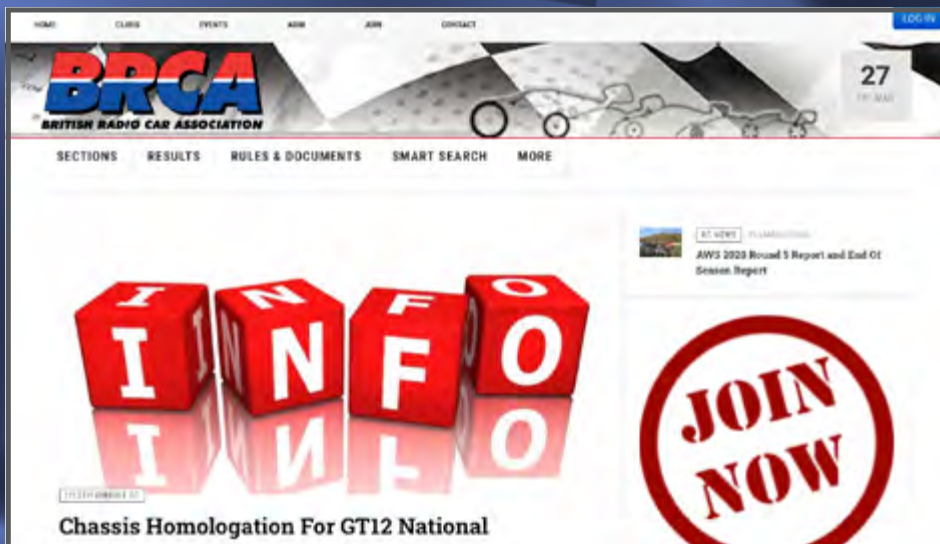 HOME CLUBS EVENTS AGM JOIN CONTACT
LOG IN
BRCA
BRITISH RADIO CAR ASSOCIATION
27
SECTIONS RESULTS RULES & DOCUMENTS SMART SEARCH MORE
INFO
AWS 2020 Round 5 Report and End Of
Season Report
JOIN
NOW
Chassis Homologation For GT12 National